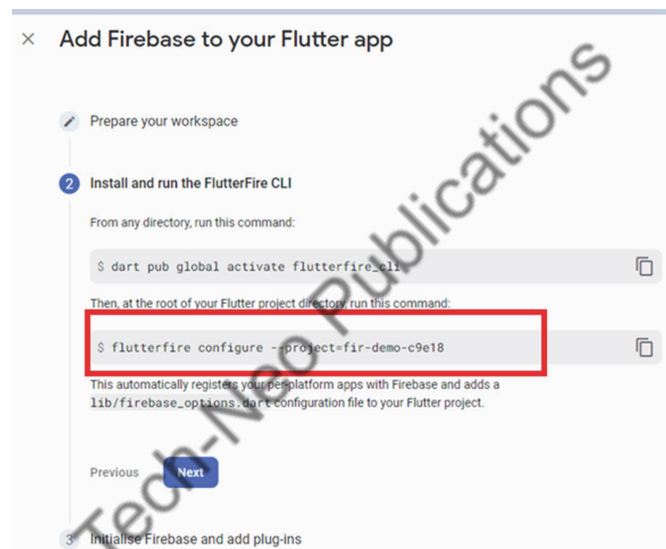 × Add Firebase to your Flutter app
Prepare your workspace
2 Install and run the FlutterFire CLI
From any directory, run this command:
$ dart pub global activate flutterfire_cli
Then, at the root of your Flutter project directory, run this command:
$ flutterfire configure --project=fir-demo-c9e18
This automatically registers your per-platform apps with Firebase and adds a
lib/firebase_options.dart configuration file to your Flutter project.
Previous Next
3 Initialise Firebase and add plug-ins
Tech-Neo Publications